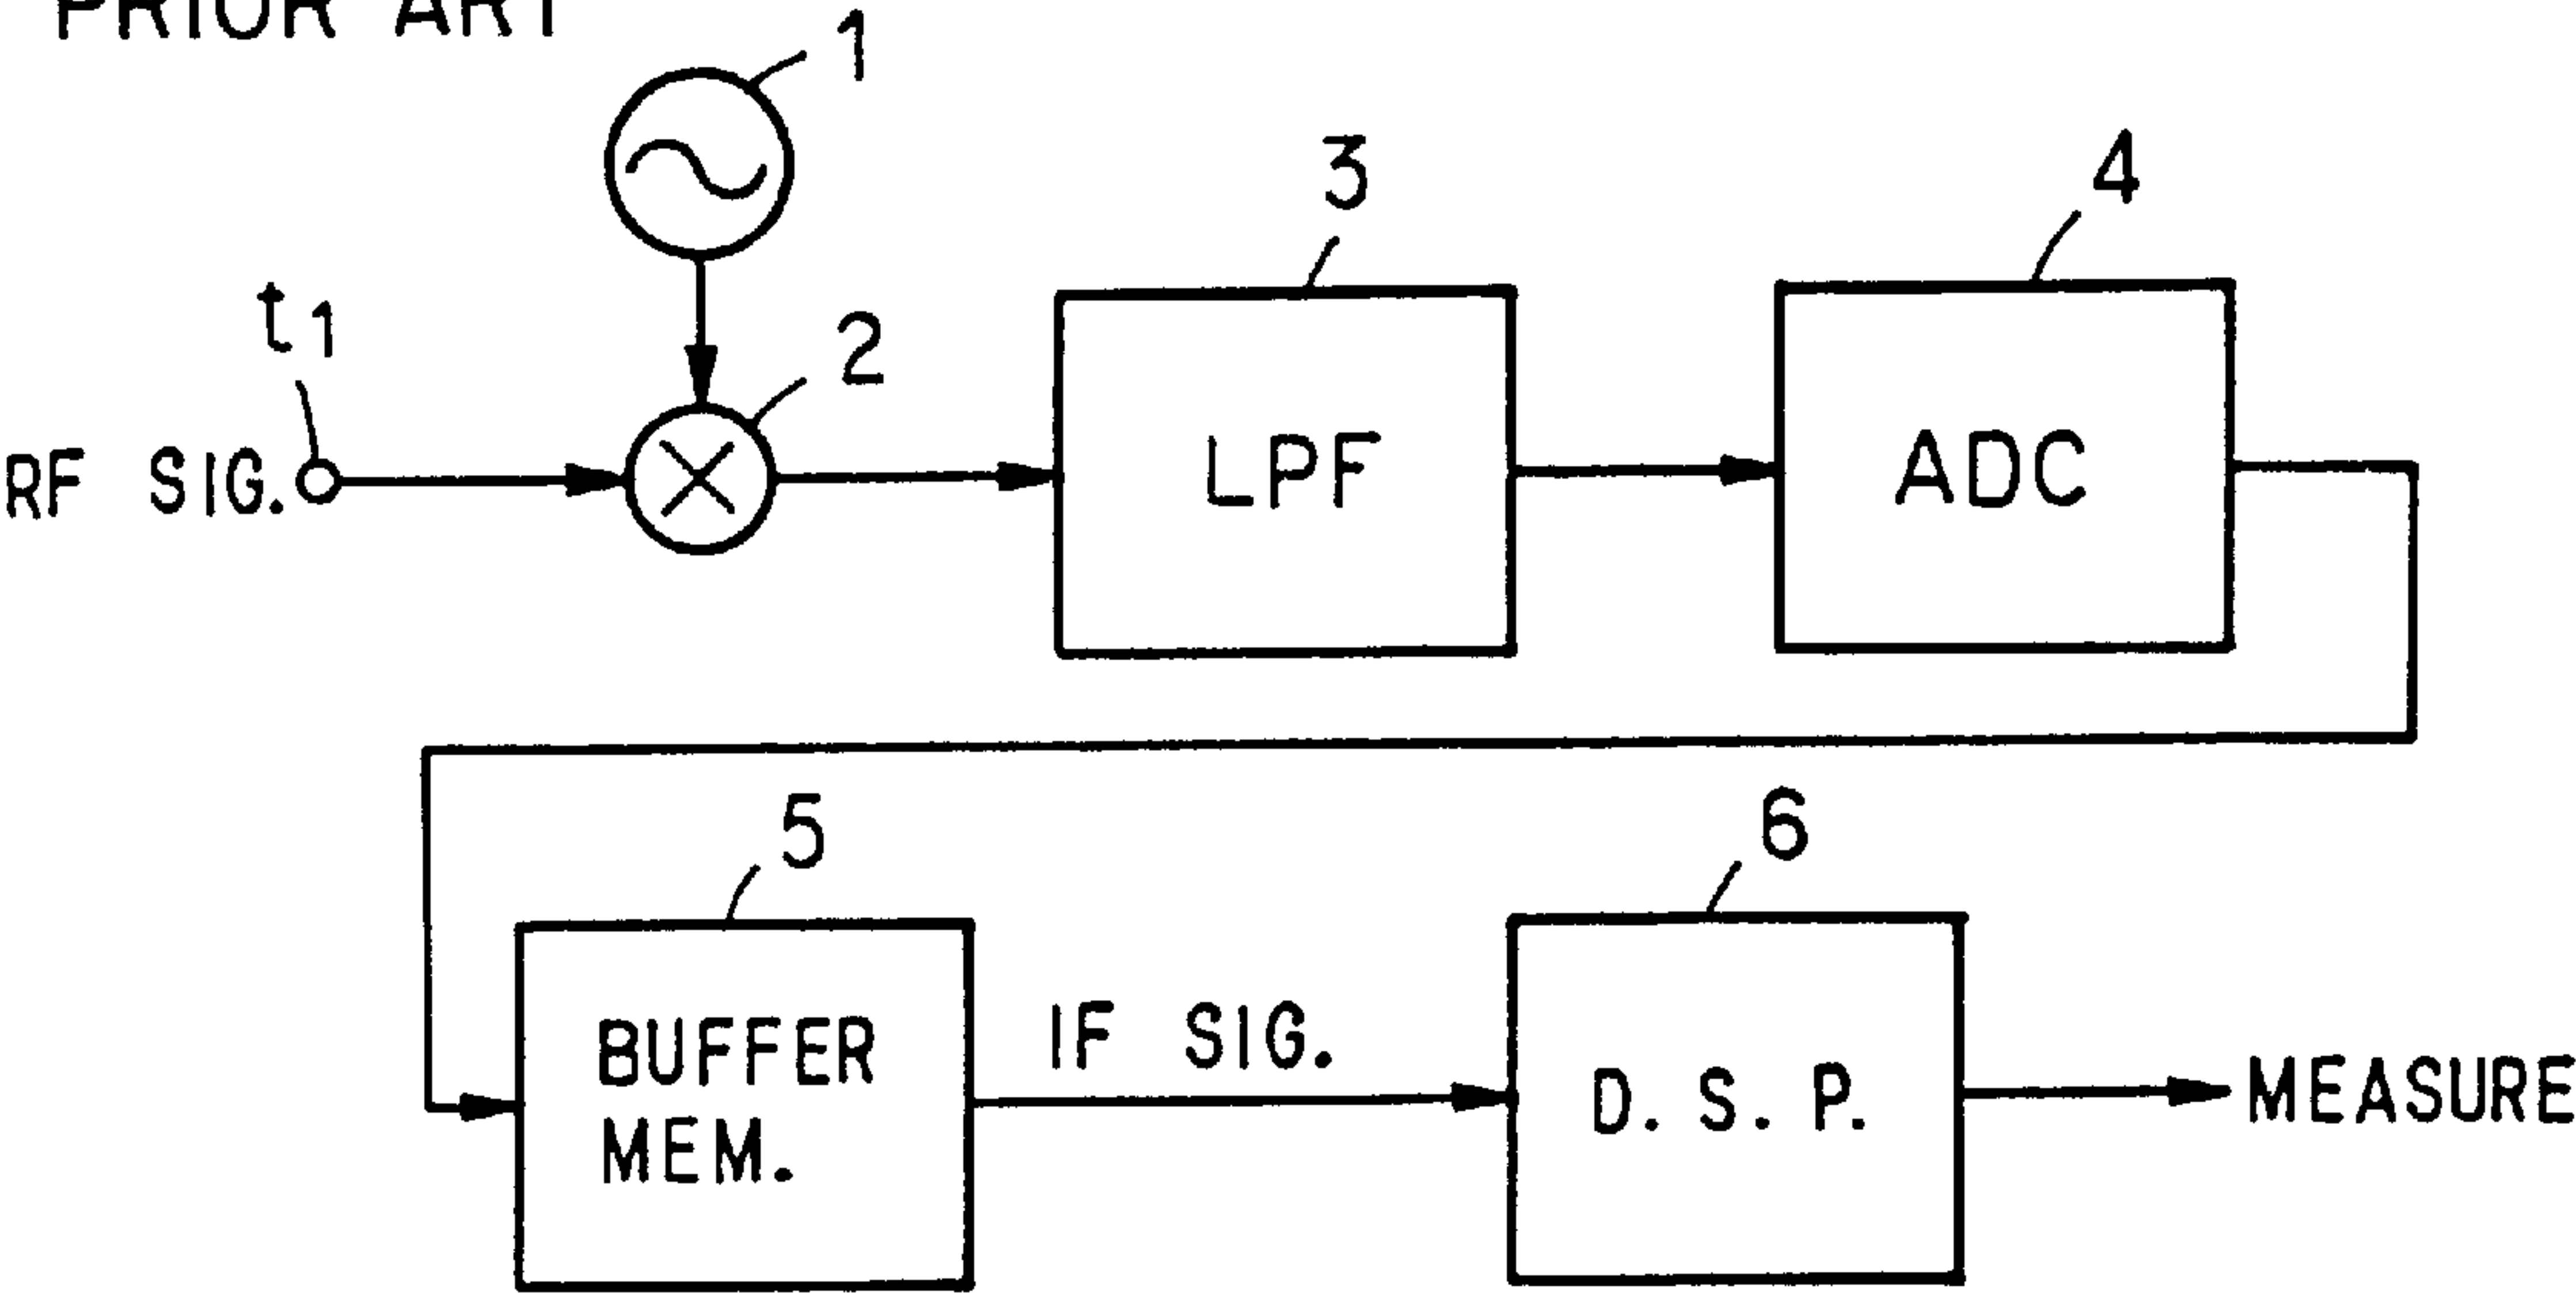 PRIOR ART
1
t1
2
3
4
RF SIG.
LPF
ADC
5
6
BUFFER
MEM.
IF SIG.
D. S. P.
MEASURE